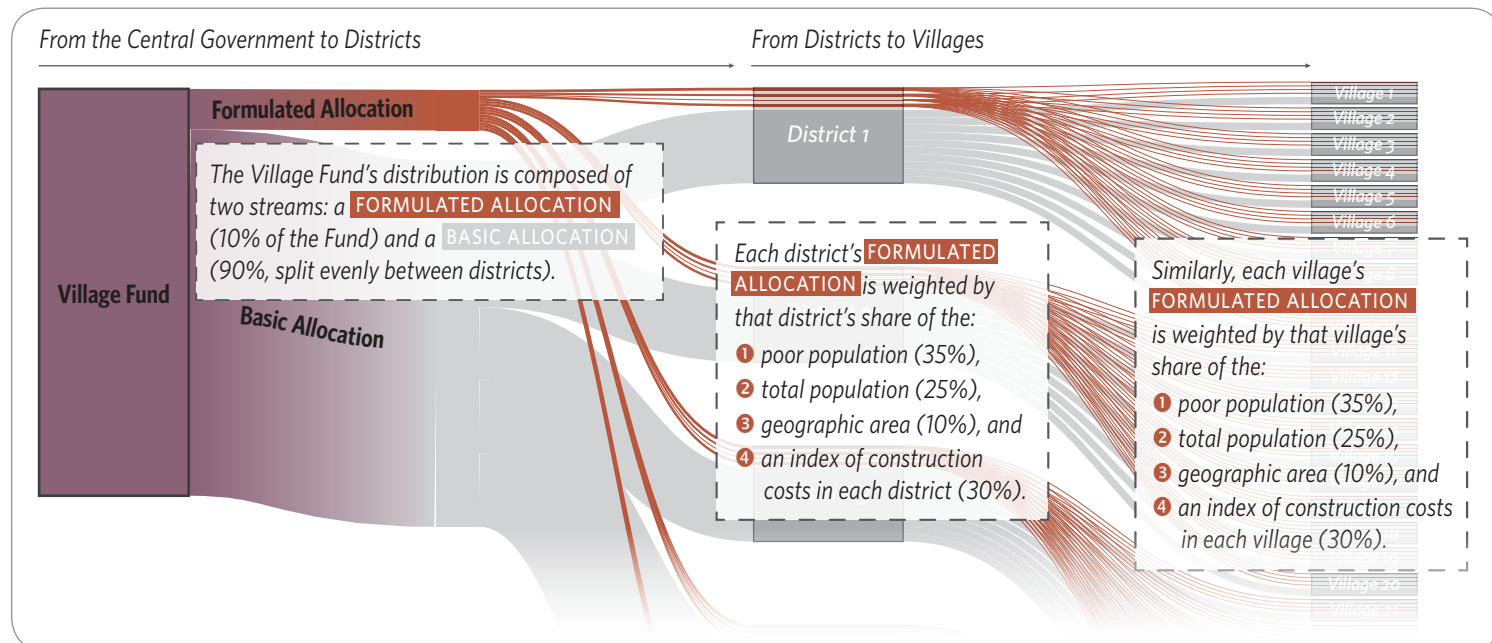 From the Central Government to Districts
From Districts to Villages
Village Fund
Formulated Allocation
Basic Allocation
The Village Fund’s distribution is composed of
two streams: a FORMULATED ALLOCATION
(10% of the Fund) and a BASIC ALLOCATION
(90%, split evenly between districts).
District 1
Each district’s FORMULATED
ALLOCATION is weighted by
that district’s share of the:
❶ poor population (35%),
❷ total population (25%),
❸ geographic area (10%), and
❹ an index of construction
costs in each district (30%).
Village 1
Village 2
Village 3
Village 4
Village 5
Village 6
Similarly, each village’s
FORMULATED ALLOCATION
is weighted by that village’s
share of the:
❶ poor population (35%),
❷ total population (25%),
❸ geographic area (10%), and
❹ an index of construction costs
in each village (30%).
Village 20
Village 21